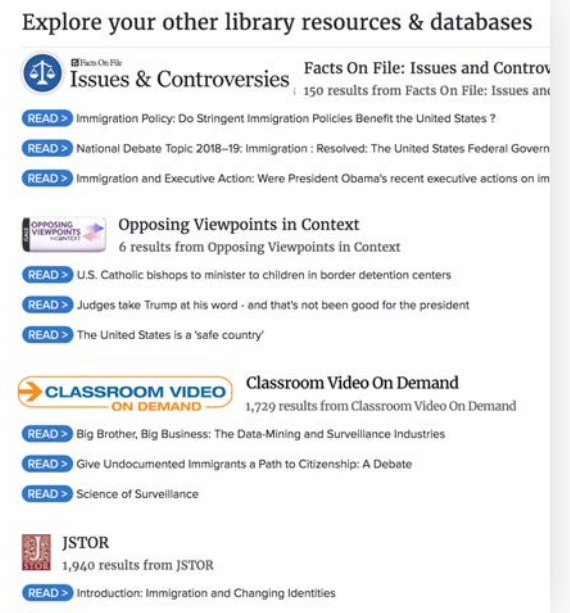 Explore your other library resources & databases
Facts On File
Issues & Controversies
Facts On File: Issues and Controv
150 results from Facts On File: Issues and
READ > Immigration Policy: Do Stringent Immigration Policies Benefit the United States ?
READ > National Debate Topic 2018–19: Immigration : Resolved: The United States Federal Govern
READ > Immigration and Executive Action: Were President Obama's recent executive actions on im
GALE
OPPOSING
VIEWPOINTS
IN CONTEXT
Opposing Viewpoints in Context
6 results from Opposing Viewpoints in Context
READ > U.S. Catholic bishops to minister to children in border detention centers
READ > Judges take Trump at his word - and that's not been good for the president
READ > The United States is a 'safe country'
CLASSROOM VIDEO
ON DEMAND
Classroom Video On Demand
1,729 results from Classroom Video On Demand
READ > Big Brother, Big Business: The Data-Mining and Surveillance Industries
READ > Give Undocumented Immigrants a Path to Citizenship: A Debate
READ > Science of Surveillance
J
STOR
JSTOR
1,940 results from JSTOR
READ > Introduction: Immigration and Changing Identities